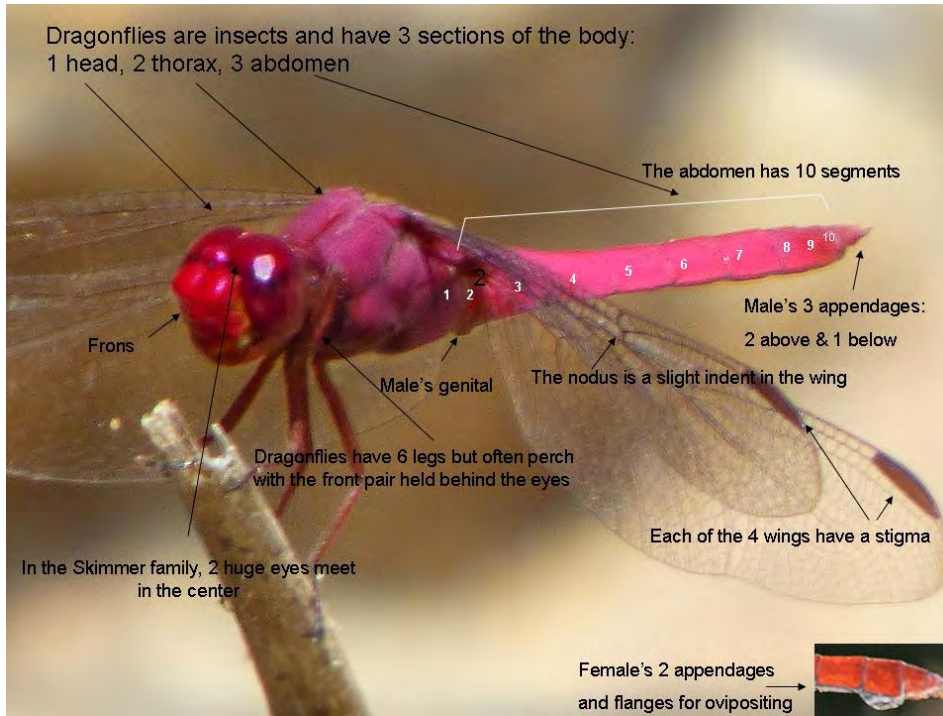 Dragonflies are insects and have 3 sections of the body:
1 head, 2 thorax, 3 abdomen
The abdomen has 10 segments
1
2
2
3
4
5
6
7
8
9
10
Male's 3 appendages:
2 above & 1 below
Frons
Male's genital
The nodus is a slight indent in the wing
Dragonflies have 6 legs but often perch
with the front pair held behind the eyes
Each of the 4 wings have a stigma
In the Skimmer family, 2 huge eyes meet
in the center
Female's 2 appendages
and flanges for ovipositing